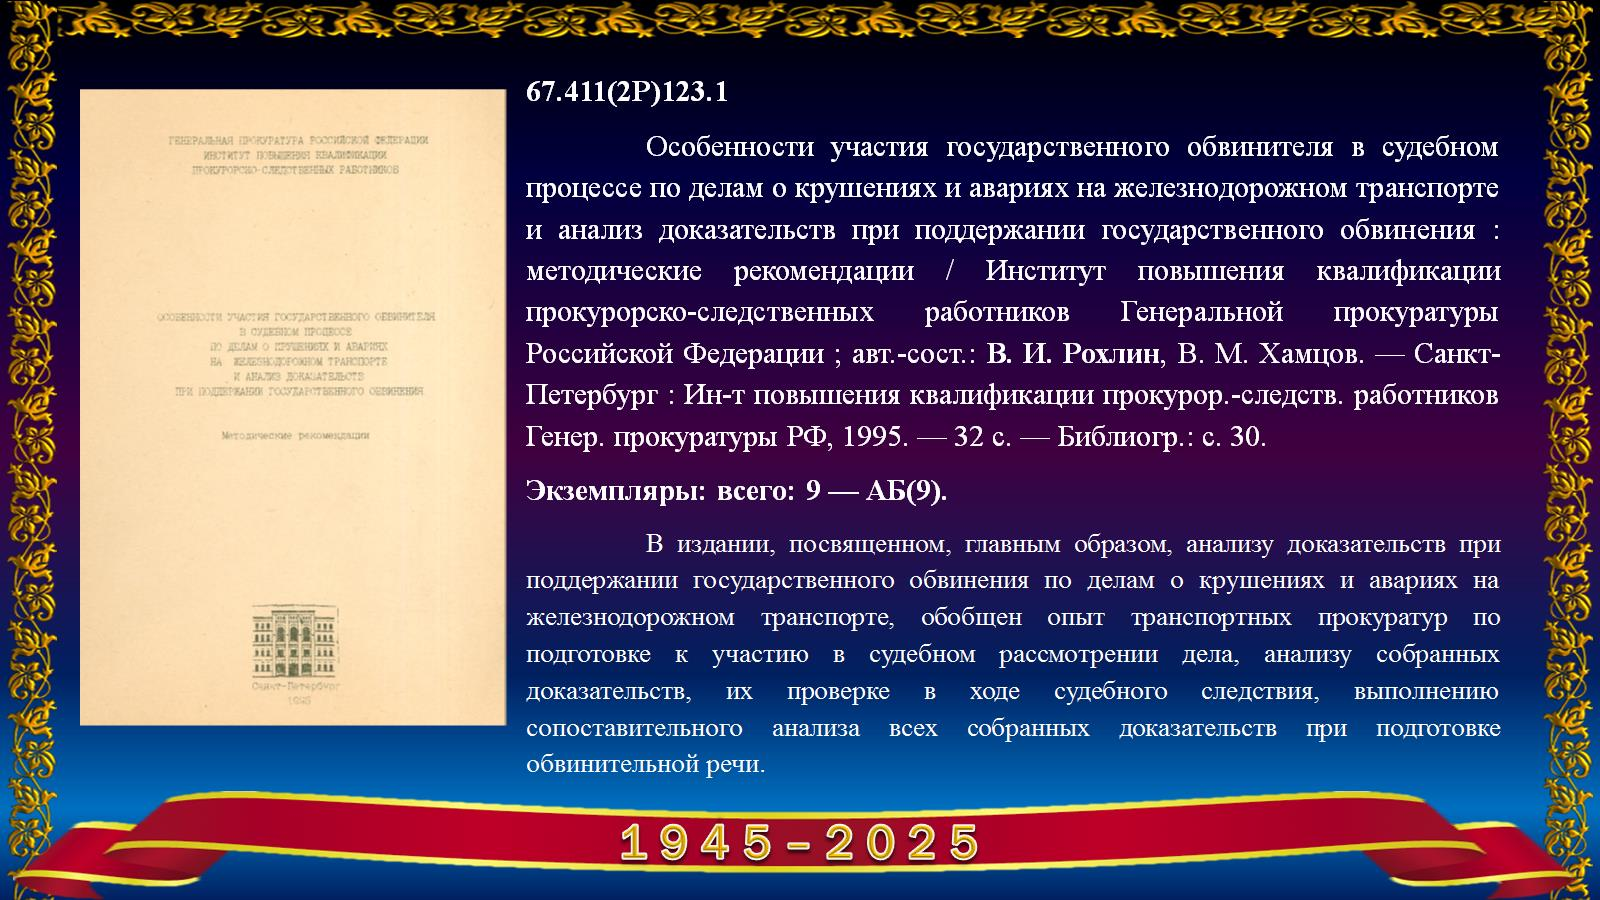 67.411(2Р)123.1
Особенности участия государственного обвинителя в судебном
процессе по делам о крушениях и авариях на железнодорожном транспорте
и анализ доказательств при поддержании государственного обвинения :
методические рекомендации / Институт повышения квалификации
прокурорско-следственных работников Генеральной прокуратуры
Российской Федерации ; авт.-сост.: В. И. Рохлин, В. М. Хамцов. — Санкт-
Петербург : Ин-т повышения квалификации прокурор.-следств. работников
Генер. прокуратуры РФ, 1995. — 32 с. — Библиогр.: с. 30.
Экземпляры: всего: 9 — АБ(9).
В издании, посвященном, главным образом, анализу доказательств при
поддержании государственного обвинения по делам о крушениях и авариях на
железнодорожном транспорте, обобщен опыт транспортных прокуратур по
подготовке к участию в судебном рассмотрении дела, анализу собранных
доказательств, их проверке в ходе судебного следствия, выполнению
сопоставительного анализа всех собранных доказательств при подготовке
обвинительной речи.
ГЕНЕРАЛЬНАЯ ПРОКУРАТУРА РОССИЙСКОЙ ФЕДЕРАЦИИ
ИНСТИТУТ ПОВЫШЕНИЯ КВАЛИФИКАЦИИ
ПРОКУРОРСКО-СЛЕДСТВЕННЫХ РАБОТНИКОВ
ОСОБЕННОСТИ УЧАСТИЯ ГОСУДАРСТВЕННОГО ОБВИНИТЕЛЯ
В СУДЕБНОМ ПРОЦЕССЕ
ПО ДЕЛАМ О КРУШЕНИЯХ И АВАРИЯХ
НА ЖЕЛЕЗНОДОРОЖНОМ ТРАНСПОРТЕ
И АНАЛИЗ ДОКАЗАТЕЛЬСТВ
ПРИ ПОДДЕРЖАНИИ ГОСУДАРСТВЕННОГО ОБВИНЕНИЯ
Методические рекомендации
Санкт-Петербург
1995
1945–2025